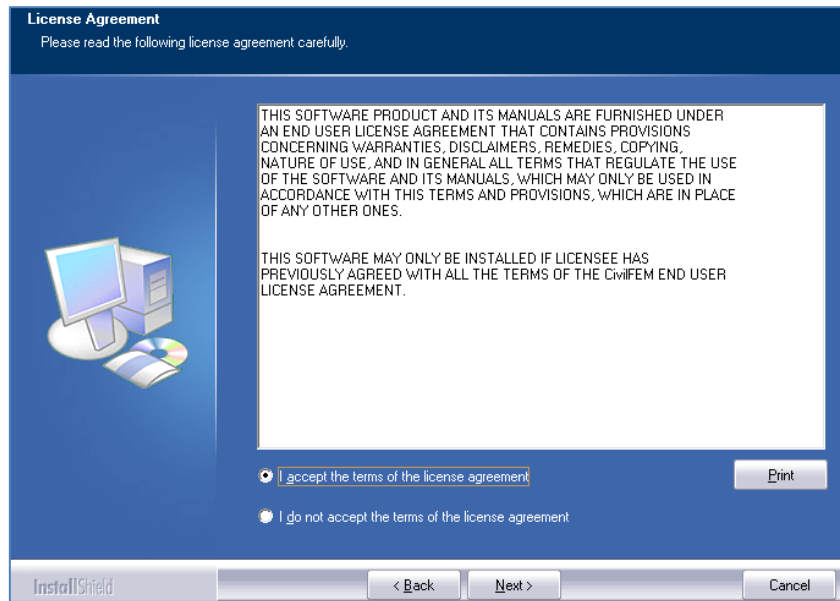 License Agreement
Please read the following license agreement carefully.
THIS SOFTWARE PRODUCT AND ITS MANUALS ARE FURNISHED UNDER
AN END USER LICENSE AGREEMENT THAT CONTAINS PROVISIONS
CONCERNING WARRANTIES, DISCLAIMERS, REMEDIES, COPYING,
NATURE OF USE, AND IN GENERAL ALL TERMS THAT REGULATE THE USE
OF THE SOFTWARE AND ITS MANUALS, WHICH MAY ONLY BE USED IN
ACCORDANCE WITH THIS TERMS AND PROVISIONS, WHICH ARE IN PLACE
OF ANY OTHER ONES.
THIS SOFTWARE MAY ONLY BE INSTALLED IF LICENSEE HAS
PREVIOUSLY AGREED WITH ALL THE TERMS OF THE CivilFEM END USER
LICENSE AGREEMENT.
I accept the terms of the license agreement
Print
I do not accept the terms of the license agreement
InstallShield
< Back
Next >
Cancel